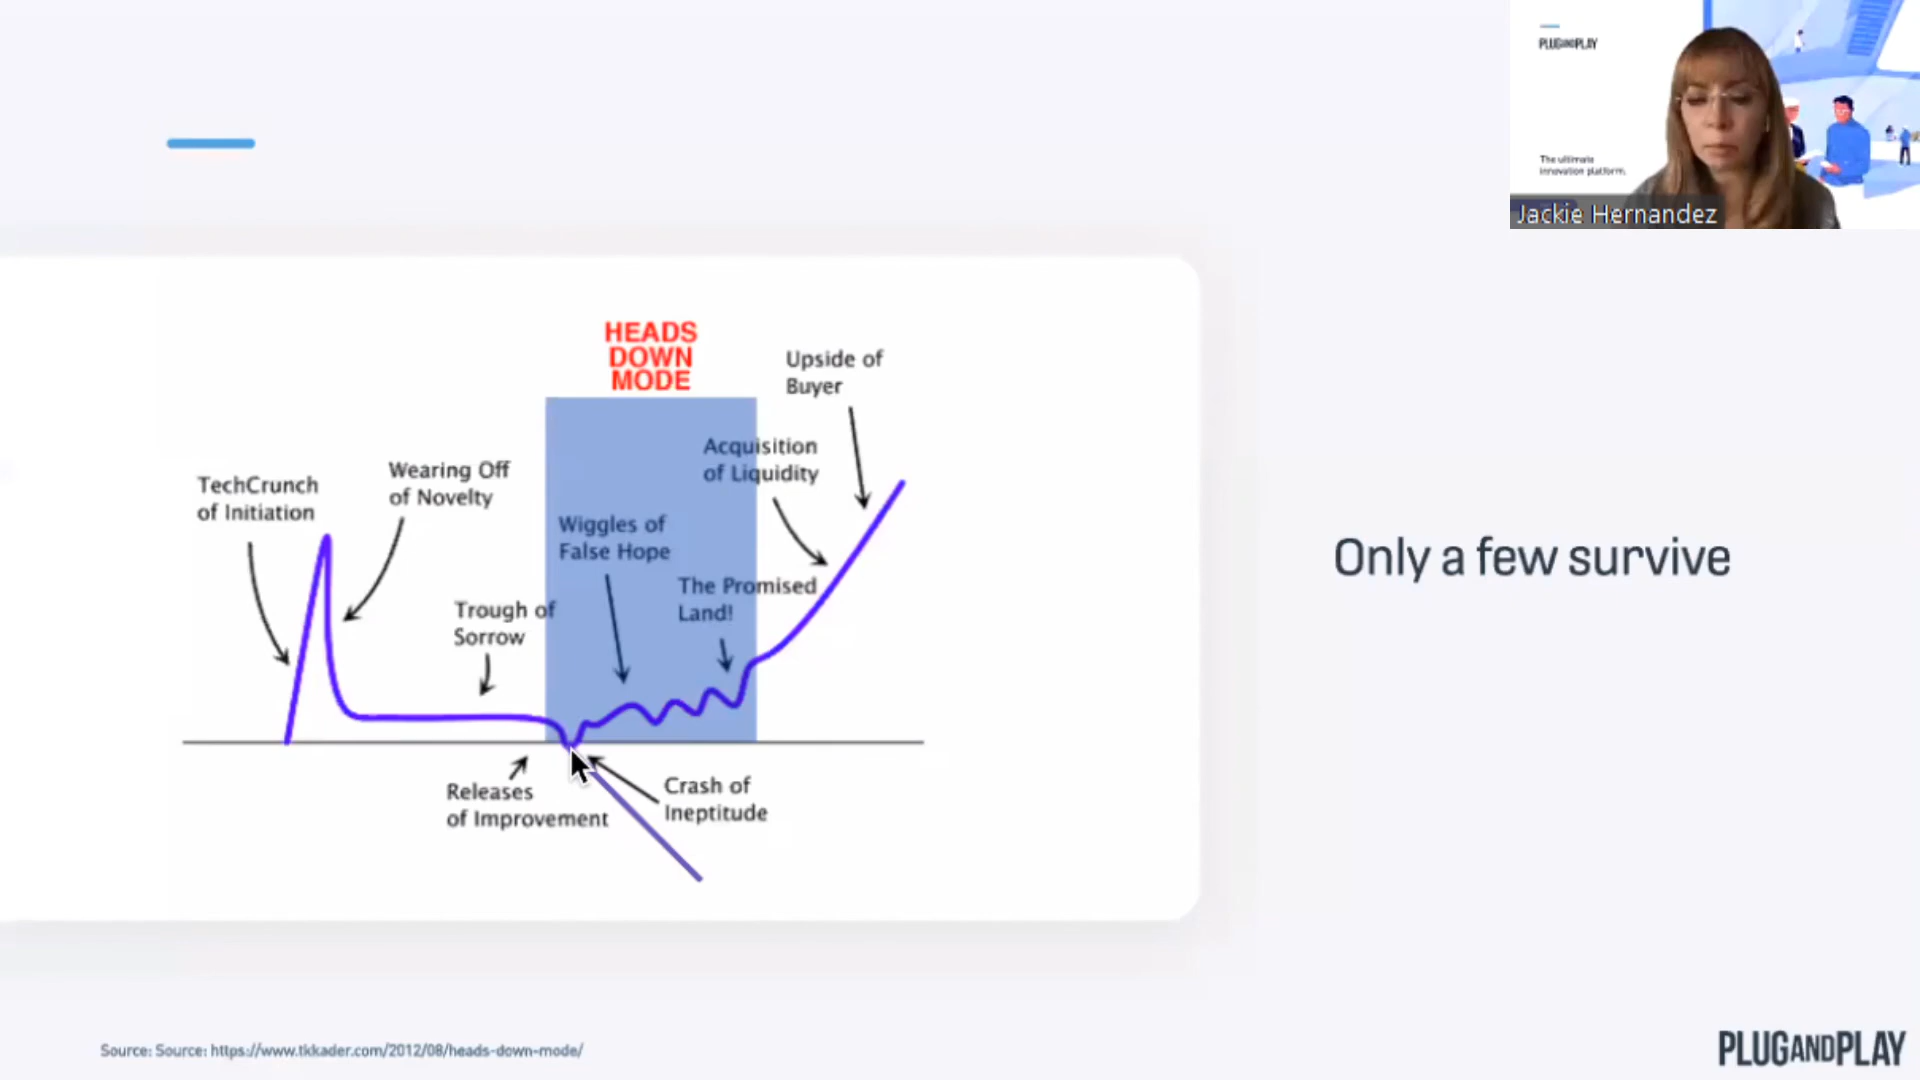 PLUGANDPLAY
The ultimate
innovation platform.
Jackie Hernandez
HEADS
DOWN
MODE
Upside of
Buyer
Acquisition
of Liquidity
Wearing Off
of Novelty
TechCrunch
of Initiation
Wiggles of
False Hope
The Promised
Land!
Trough of
Sorrow
Only a few survive
Releases
of Improvement
Crash of
Ineptitude
Source: Source: https://www.tkkader.com/2012/08/heads-down-mode/
PLUGANDPLAY